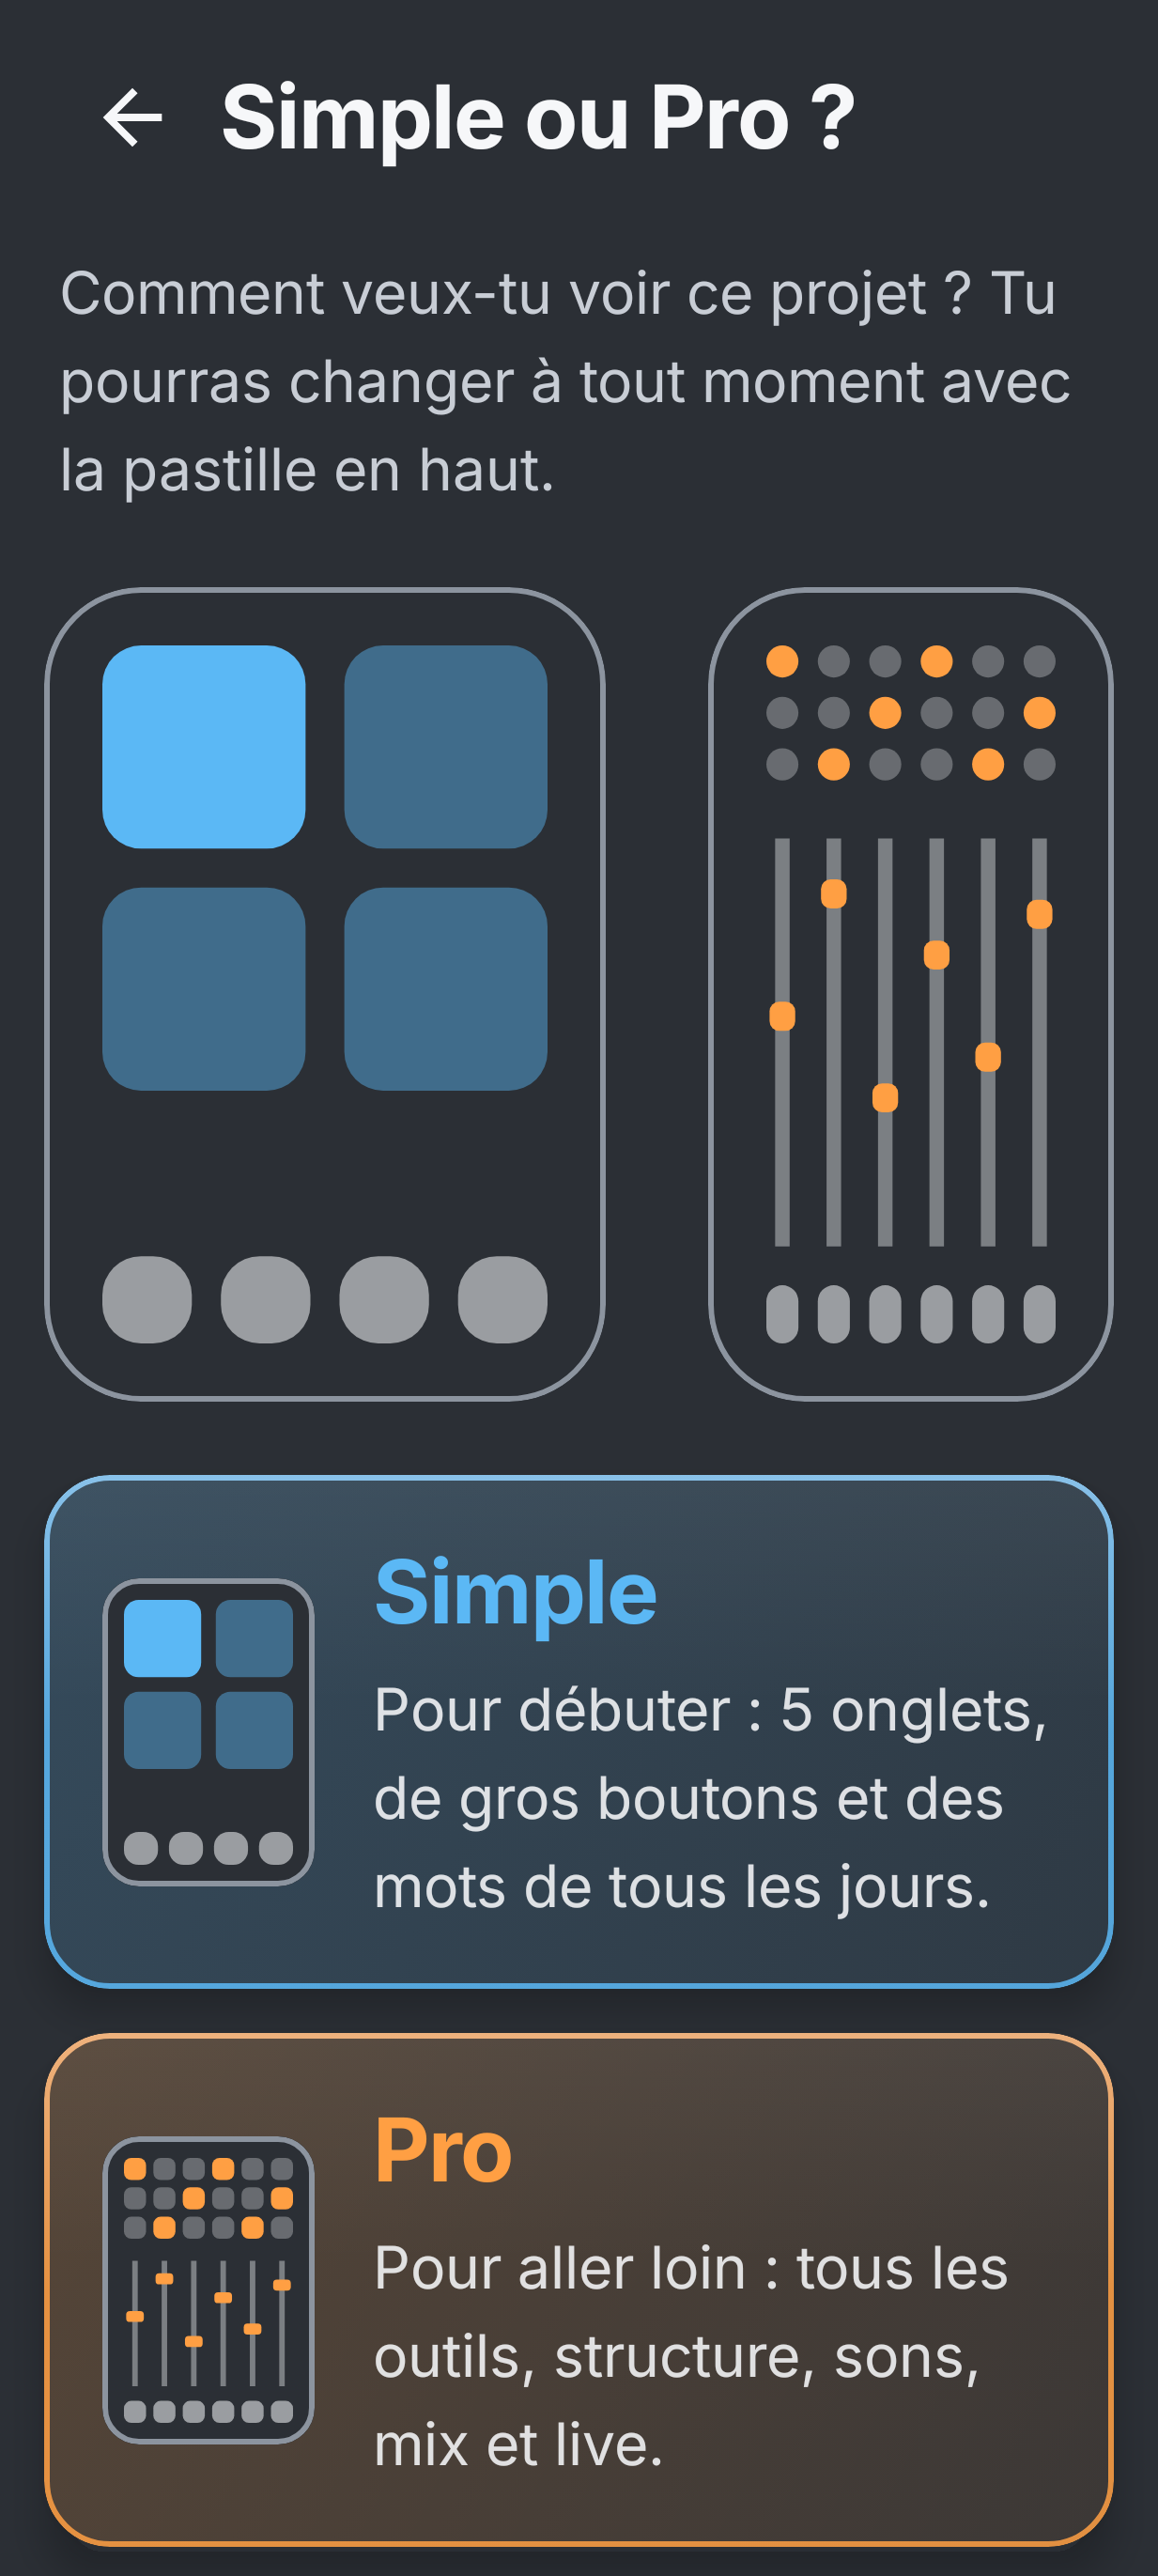 Simple ou Pro ?
Comment veux-tu voir ce projet ? Tu
pourras changer à tout moment avec
la pastille en haut.
Simple
Pour débuter : 5 onglets,
de gros boutons et des
mots de tous les jours.
Pro
Pour aller loin : tous les
outils, structure, sons,
mix et live.